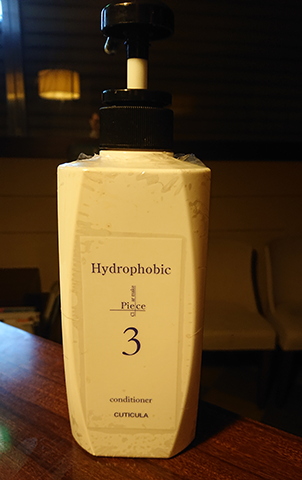 Hydrophobic
Piece
3
conditioner
CUTICULA